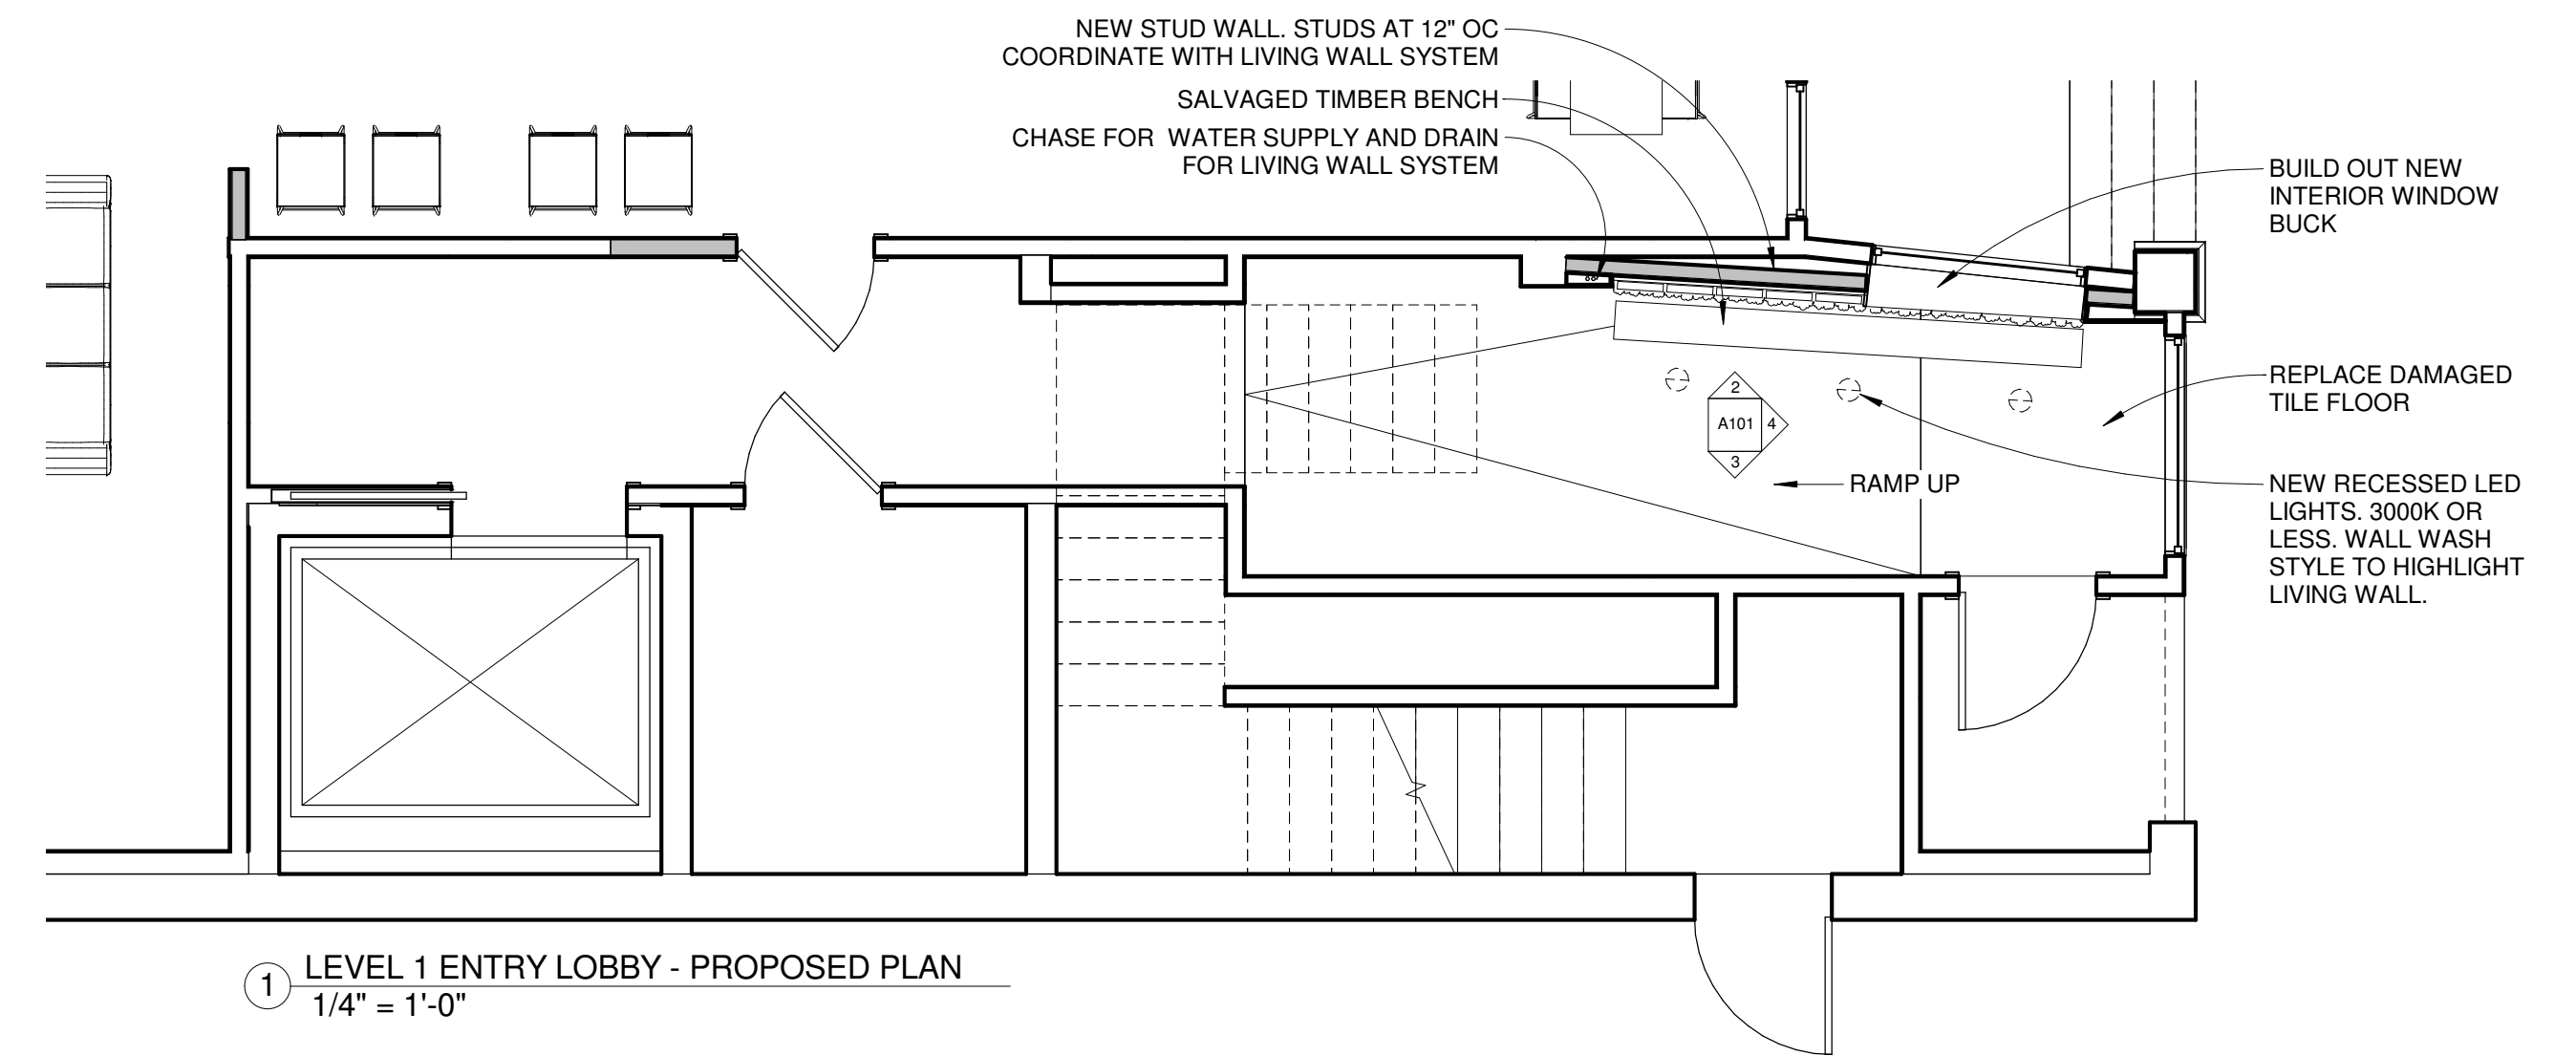 NEW STUD WALL. STUDS AT 12" OC
COORDINATE WITH LIVING WALL SYSTEM
SALVAGED TIMBER BENCH
CHASE FOR  WATER SUPPLY AND DRAIN
FOR LIVING WALL SYSTEM
BUILD OUT NEW
INTERIOR WINDOW
BUCK
REPLACE DAMAGED
TILE FLOOR
2
A101
4
3
RAMP UP
NEW RECESSED LED
LIGHTS. 3000K OR
LESS. WALL WASH
STYLE TO HIGHLIGHT
LIVING WALL.
1
LEVEL 1 ENTRY LOBBY - PROPOSED PLAN
1/4" = 1'-0"